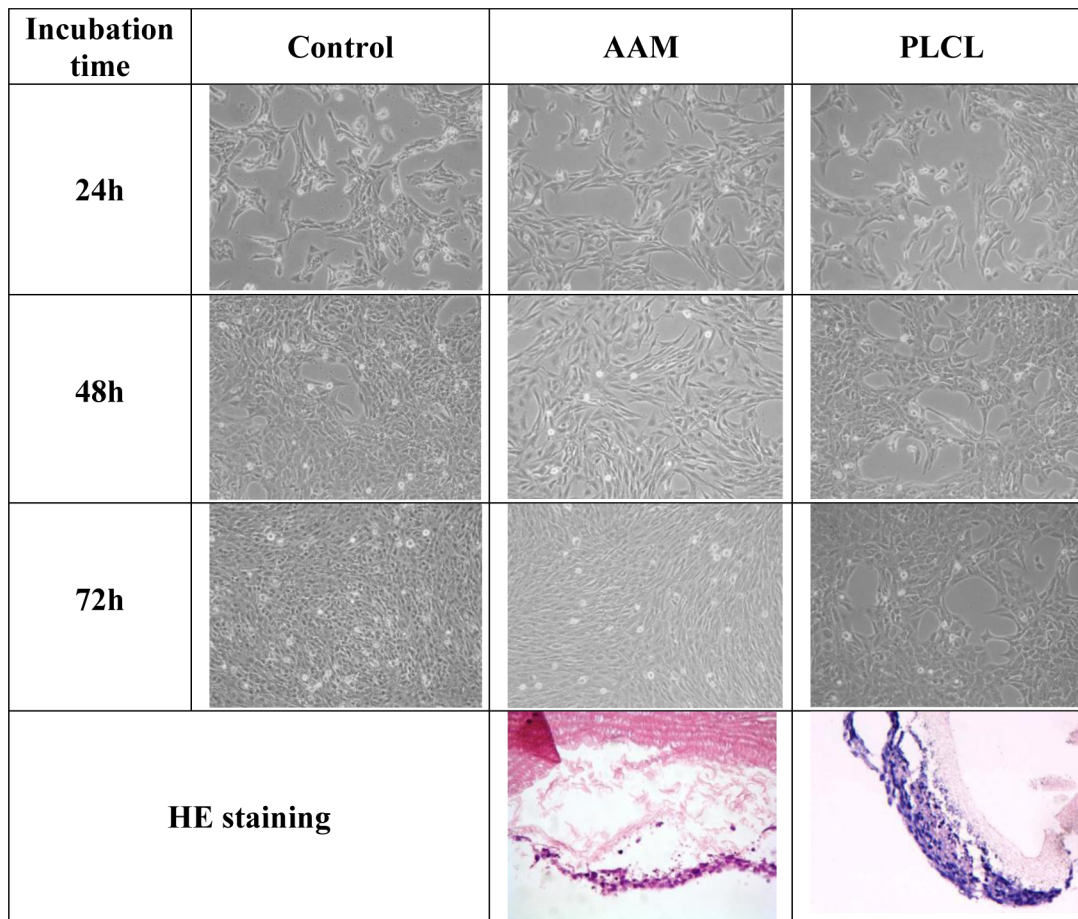 Incubation
time
Control
AAM
PLCL
24h
48h
72h
HE staining